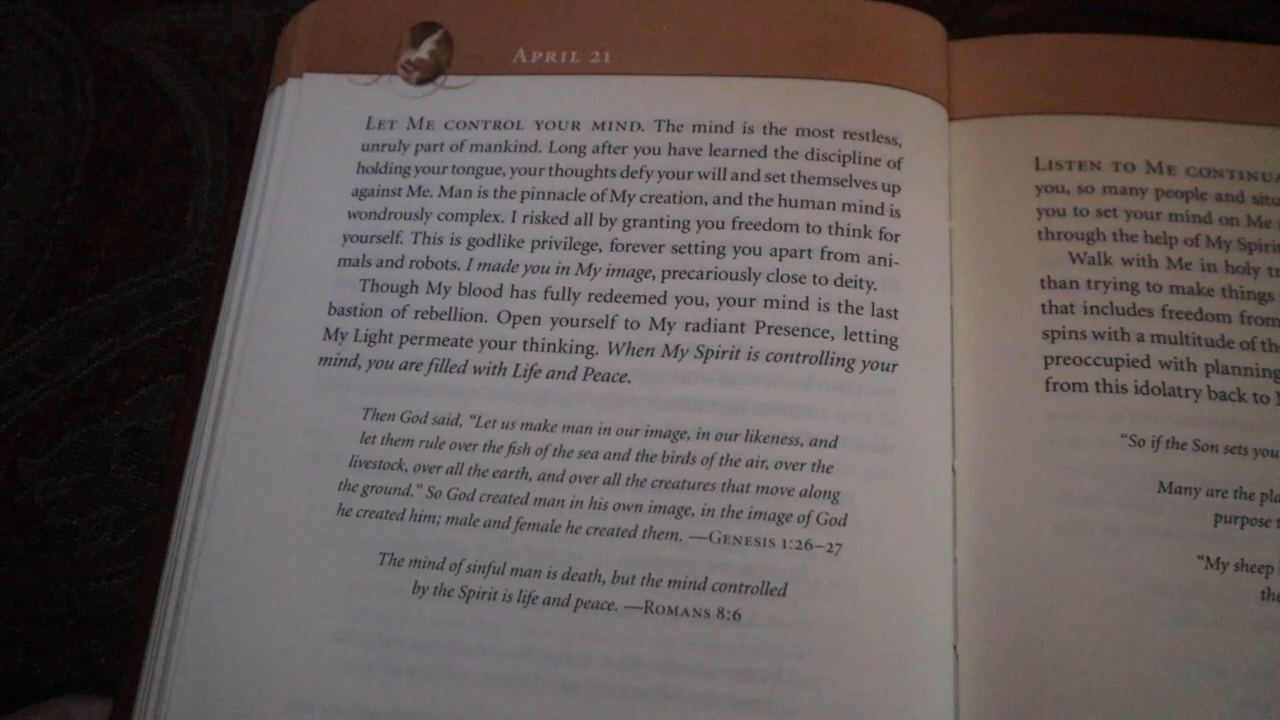 APRIL 21
LET ME CONTROL YOUR MIND. The mind is the most restless,
unruly part of mankind. Long after you have learned the discipline of
holding your tongue, your thoughts defy your will and set themselves up
against Me. Man is the pinnacle of My creation, and the human mind is
wondrously complex. I risked all by granting you freedom to think for
yourself. This is godlike privilege, forever setting you apart from ani-
mals and robots. I made you in My image, precariously close to deity.
Though My blood has fully redeemed you, your mind is the last
bastion of rebellion. Open yourself to My radiant Presence, letting
My Light permeate your thinking. When My Spirit is controlling your
mind, you are filled with Life and Peace.
Then God said, “Let us make man in our image, in our likeness, and
let them rule over the fish of the sea and the birds of the air, over the
livestock, over all the earth, and over all the creatures that move along
the ground.” So God created man in his own image, in the image of God
he created him; male and female he created them. —GENESIS 1:26–27
The mind of sinful man is death, but the mind controlled
by the Spirit is life and peace. —ROMANS 8:6
LISTEN TO ME
you, so many people and
you to set your mind on Me
through the help of My
Walk with Me in holy
than trying to make things
that includes freedom from
spins with a multitude of
preoccupied with planning
from this idolatry back to
“So if the Son sets you
Many are the
purpose
“My sheep